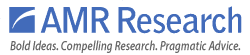 AMR Research
Bold Ideas. Compelling Research. Pragmatic Advice.